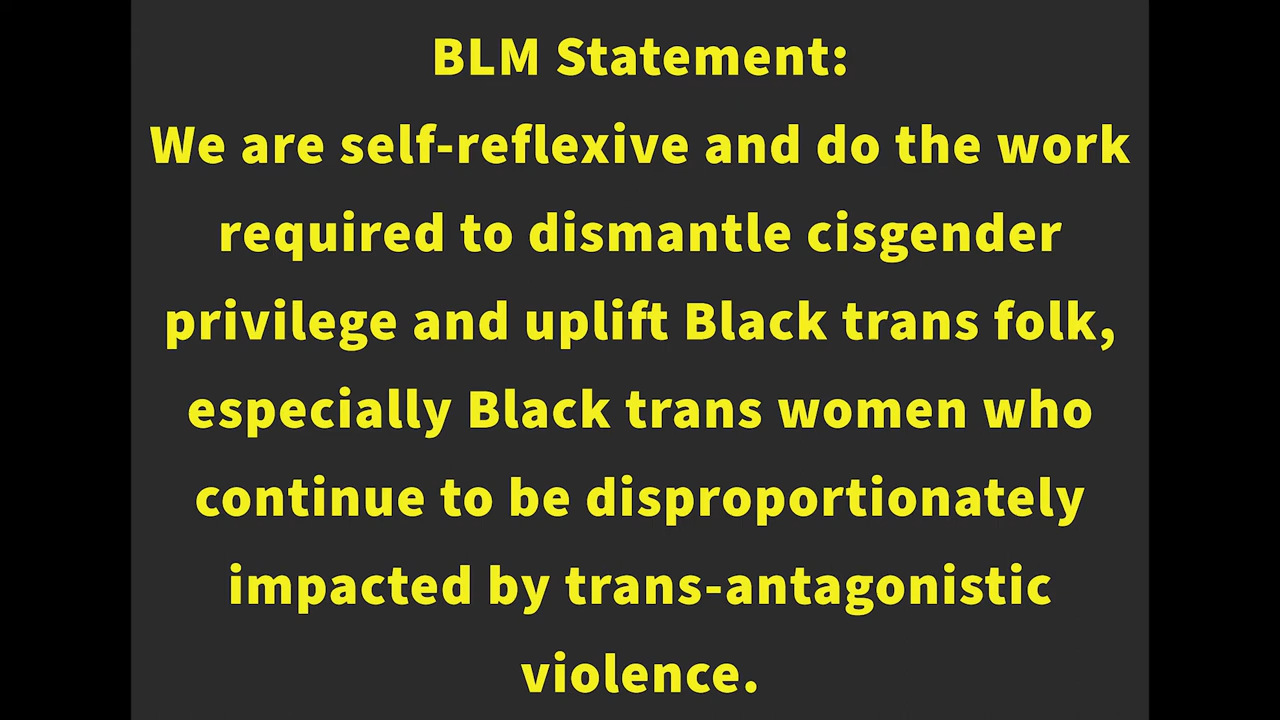 BLM Statement:
We are self-reflexive and do the work
required to dismantle cisgender
privilege and uplift Black trans folk,
especially Black trans women who
continue to be disproportionately
impacted by trans-antagonistic
violence.